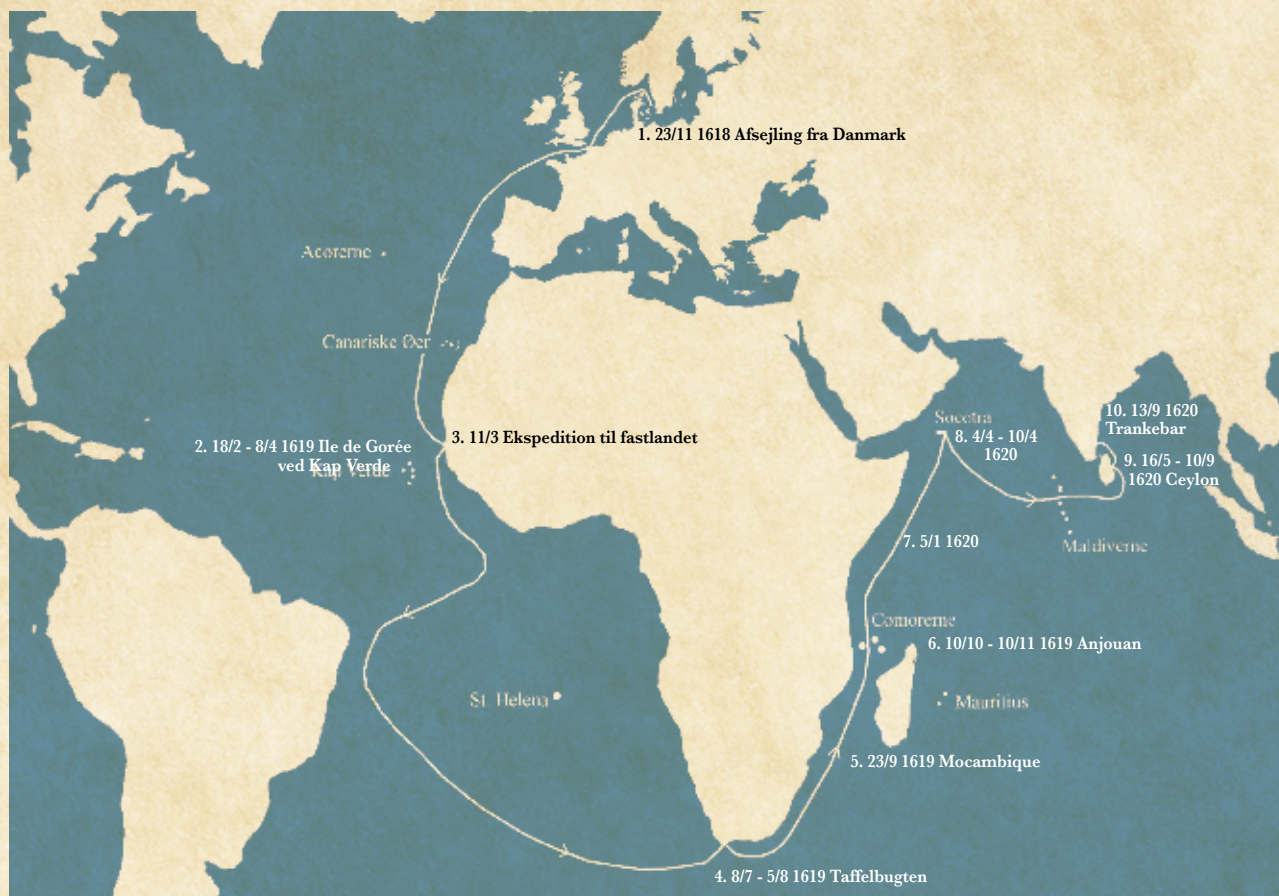 1. 23/11 1618 Afsejling fra Danmark
Acorerne
Canariske Øer
2. 18/2 - 8/4 1619 Ile de Gorée
ved Kap Verde
Kap Verde
3. 11/3 Ekspedition til fastlandet
Socotra
8. 4/4 - 10/4
1620
10. 13/9 1620
Trankebar
9. 16/5 - 10/9
1620 Ceylon
Maldiverne
7. 5/1 1620
Comorerne
6. 10/10 - 10/11 1619 Anjouan
St. Helena
Mauritius
5. 23/9 1619 Mocambique
4. 8/7 - 5/8 1619 Taffelbugten